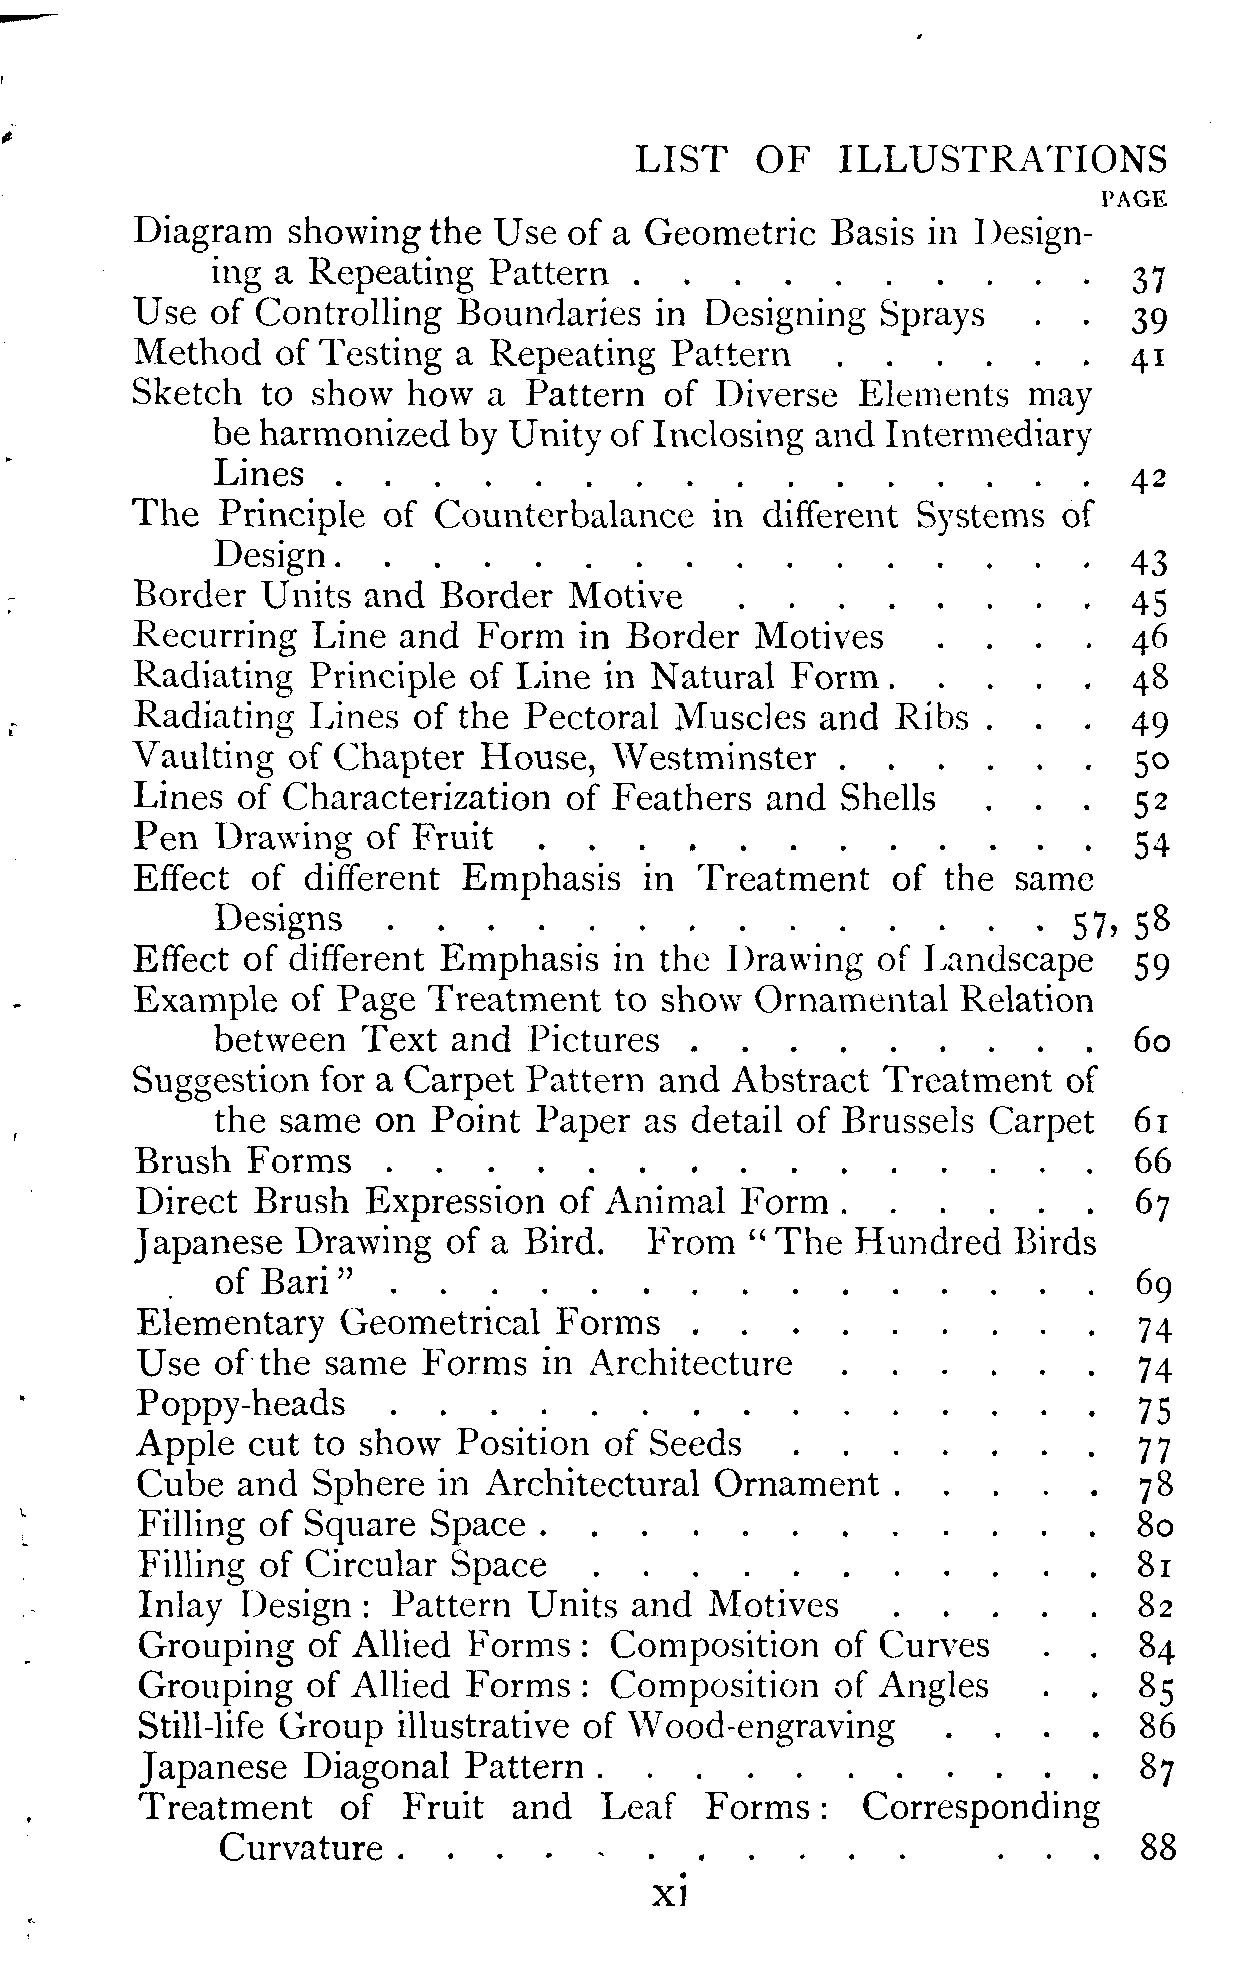 LIST OF ILLUSTRATIONS
PAGE
Diagram showing the Use of a Geometric Basis in Design-
ing a Repeating Pattern . . . . . . . . . . 37
Use of Controlling Boundaries in Designing Sprays . . 39
Method of Testing a Repeating Pattern . . . . . . 41
Sketch to show how a Pattern of Diverse Elements may
be harmonized by Unity of Inclosing and Intermediary
Lines . . . . . . . . . . . . . . . . 42
The Principle of Counterbalance in different Systems of
Design . . . . . . . . . . . . . . . . 43
Border Units and Border Motive . . . . . . . . 45
Recurring Line and Form in Border Motives . . . . 46
Radiating Principle of Line in Natural Form . . . . . 48
Radiating Lines of the Pectoral Muscles and Ribs . . . 49
Vaulting of Chapter House, Westminster . . . . . . 50
Lines of Characterization of Feathers and Shells . . . 52
Pen Drawing of Fruit . . . . . . . . . . . . 54
Effect of different Emphasis in Treatment of the same
Designs . . . . . . . . . . . . . . 57, 58
Effect of different Emphasis in the Drawing of Landscape 59
Example of Page Treatment to show Ornamental Relation
between Text and Pictures . . . . . . . . . 60
Suggestion for a Carpet Pattern and Abstract Treatment of
the same on Point Paper as detail of Brussels Carpet 61
Brush Forms . . . . . . . . . . . . . . . 66
Direct Brush Expression of Animal Form . . . . . . 67
Japanese Drawing of a Bird. From "The Hundred Birds
of Bari" . . . . . . . . . . . . . . . 69
Elementary Geometrical Forms . . . . . . . . . 74
Use of the same Forms in Architecture . . . . . . 74
Poppy-heads . . . . . . . . . . . . . . . 75
Apple cut to show Position of Seeds . . . . . . . 77
Cube and Sphere in Architectural Ornament . . . . . 78
Filling of Square Space . . . . . . . . . . . . 80
Filling of Circular Space . . . . . . . . . . . 81
Inlay Design : Pattern Units and Motives . . . . . 82
Grouping of Allied Forms : Composition of Curves . . 84
Grouping of Allied Forms : Composition of Angles . . 85
Still-life Group illustrative of Wood-engraving . . . . 86
Japanese Diagonal Pattern . . . . . . . . . . . 87
Treatment of Fruit and Leaf Forms : Corresponding
Curvature . . . . . . . . . . . . . . 88
xi